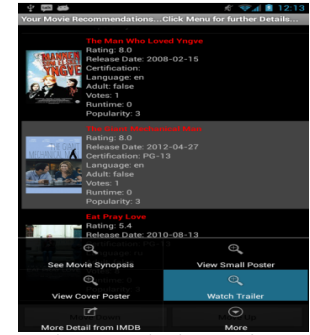 12:13
Your Movie Recommendations...Click Menu for further Details...
The Man Who Loved Yngve
Rating: 8.0
Release Date: 2008-02-15
Certification:
Language: en
Adult: false
Votes: 1
Runtime: 0
Popularity: 3
Rating: 8.0
Release Date: 2012-04-27
Certification: PG-13
Language: en
Adult: false
Votes: 1
Runtime: 0
Popularity: 3
Eat Pray Love
Rating: 5.4
Release Date: 2010-08-13
See Movie Synopsis
View Small Poster
View Cover Poster
Watch Trailer
More Detail from IMDB
More